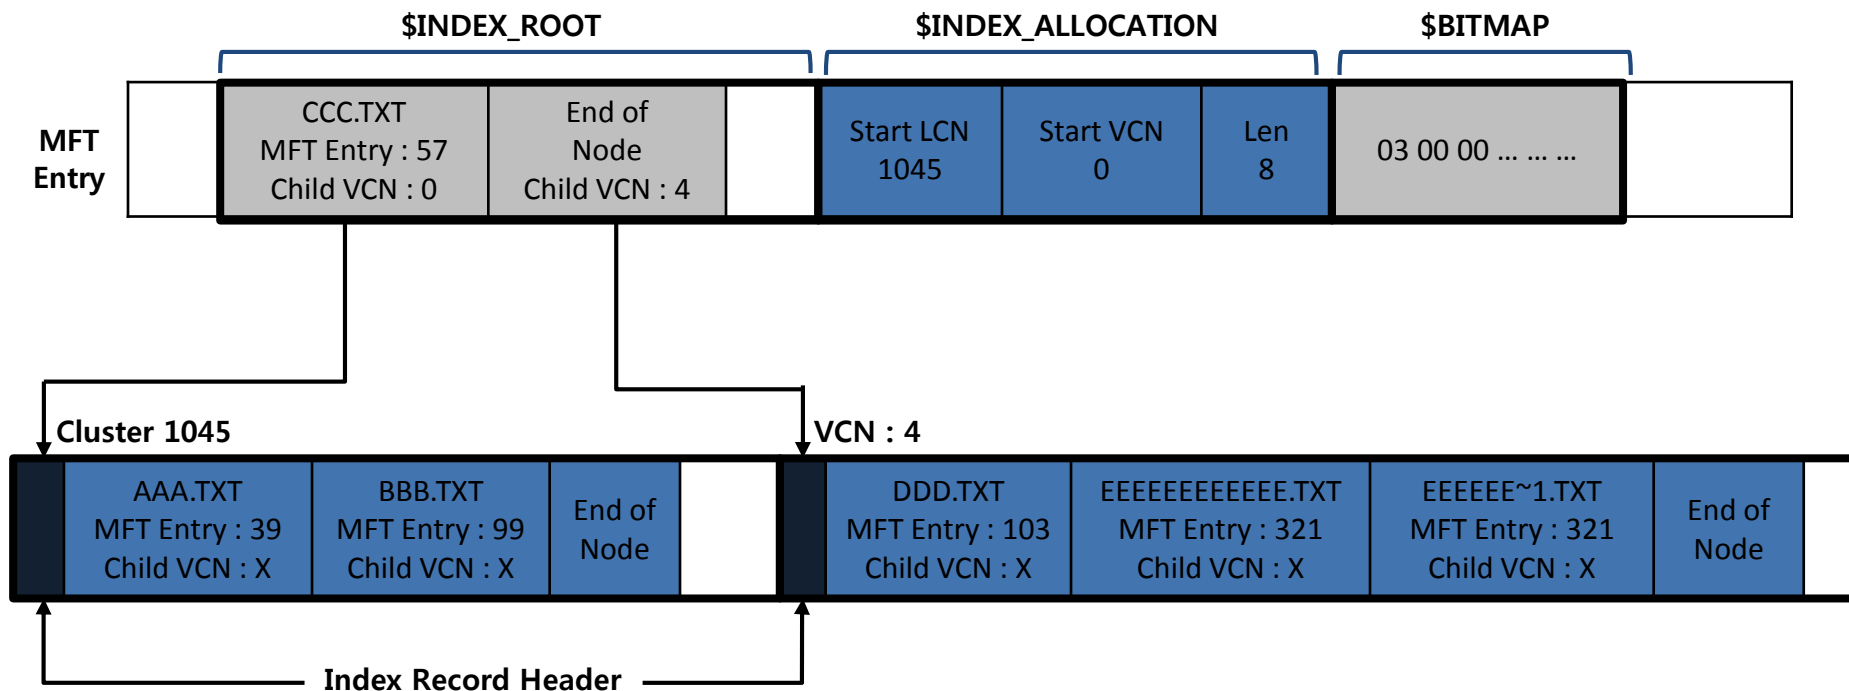 $INDEX_ROOT
$INDEX_ALLOCATION
$BITMAP
MFT
Entry
CCC.TXT
MFT Entry : 57
Child VCN : 0
End of
Node
Child VCN : 4
Start LCN
1045
Start VCN
0
Len
8
03 00 00 ... ... ...
Cluster 1045
VCN : 4
AAA.TXT
MFT Entry : 39
Child VCN : X
BBB.TXT
MFT Entry : 99
Child VCN : X
End of
Node
DDD.TXT
MFT Entry : 103
Child VCN : X
EEEEEEEEEEEE.TXT
MFT Entry : 321
Child VCN : X
EEEEEE~1.TXT
MFT Entry : 321
Child VCN : X
End of
Node
Index Record Header